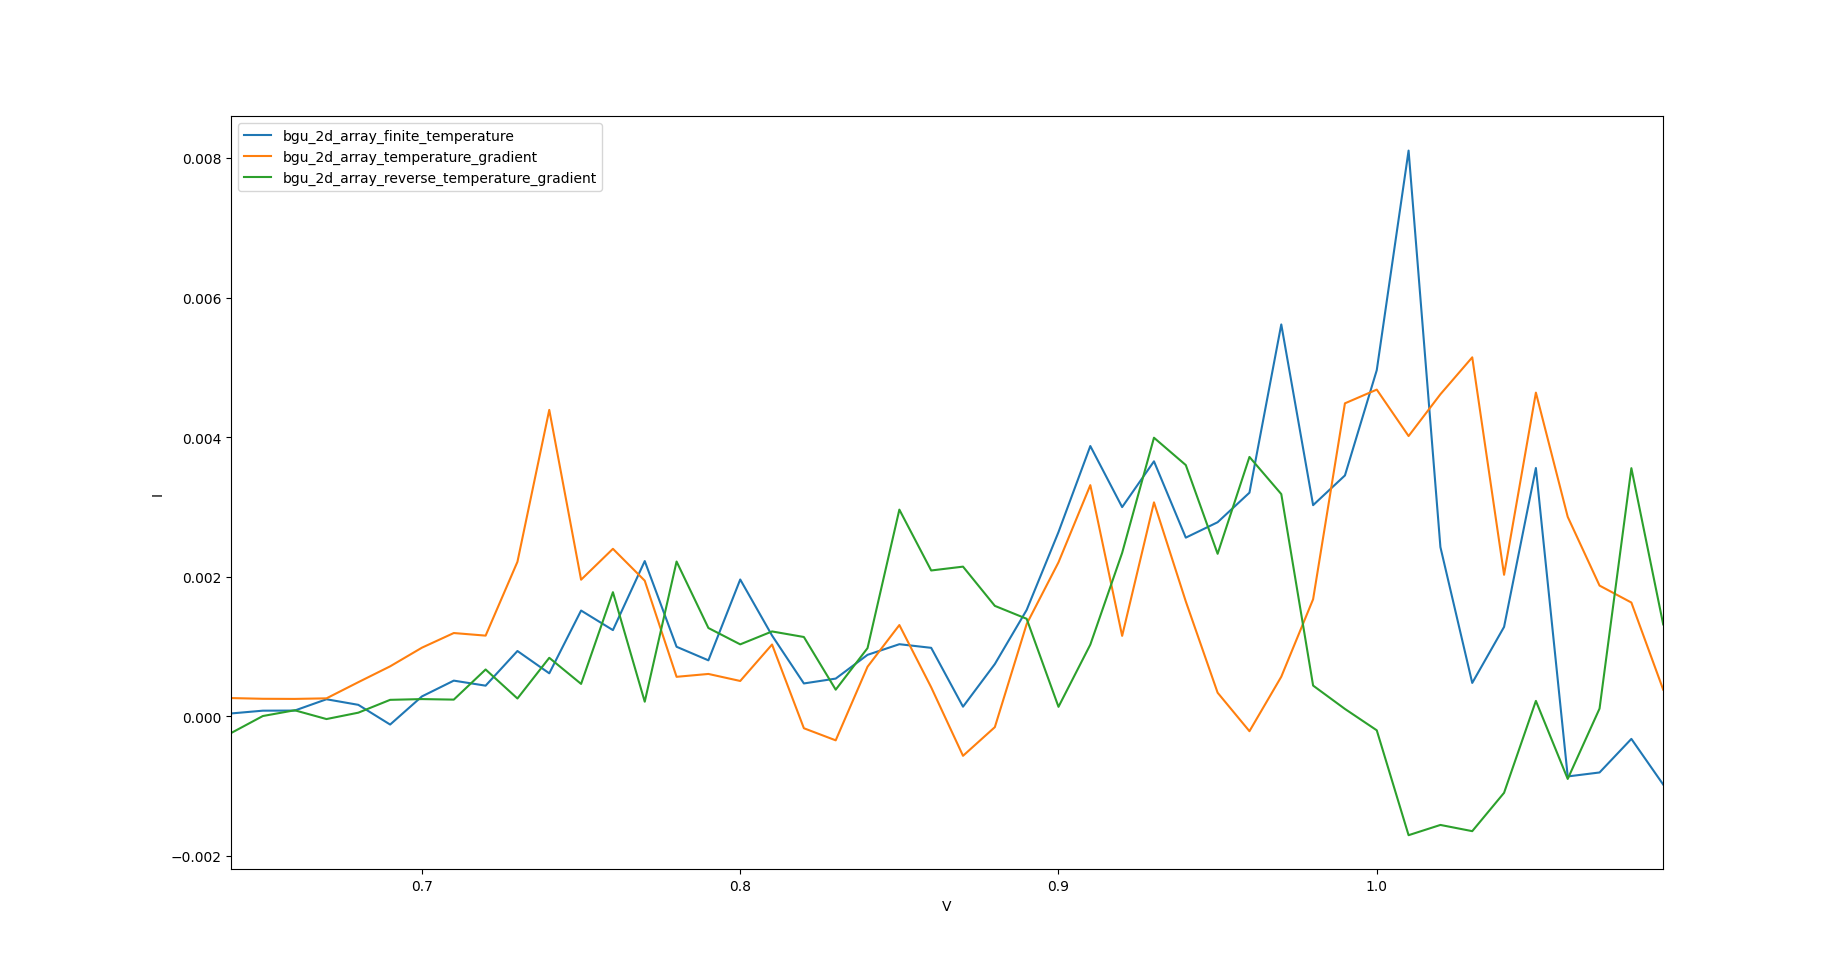 bgu_2d_array_finite_temperature
bgu_2d_array_temperature_gradient
bgu_2d_array_reverse_temperature_gradient
0.008
0.006
0.004
0.002
0.000
−0.002
I
0.7 0.8 0.9 1.0
V